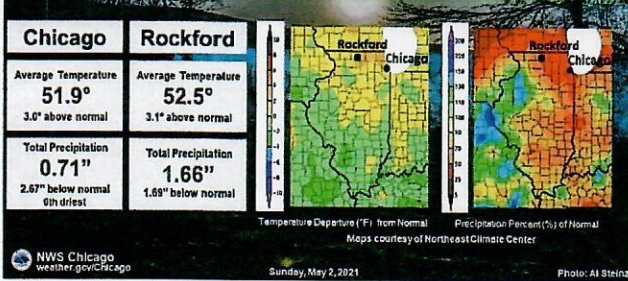 Chicago
Average Temperature
51.9°
3.0° above normal
Total Precipitation
0.71"
2.67" below normal
6th driest
Rockford
Average Temperature
52.5°
3.1° above normal
Total Precipitation
1.66"
1.69" below normal
Rockford
Chicago
Temperature Departure (°F) from Normal
Rockford
Chicago
Precipitation Percent (%) of Normal
Maps courtesy of Northeast Climate Center
NWS Chicago
weather.gov/Chicago
Sunday, May 2, 2021
Photo: Al Steinz